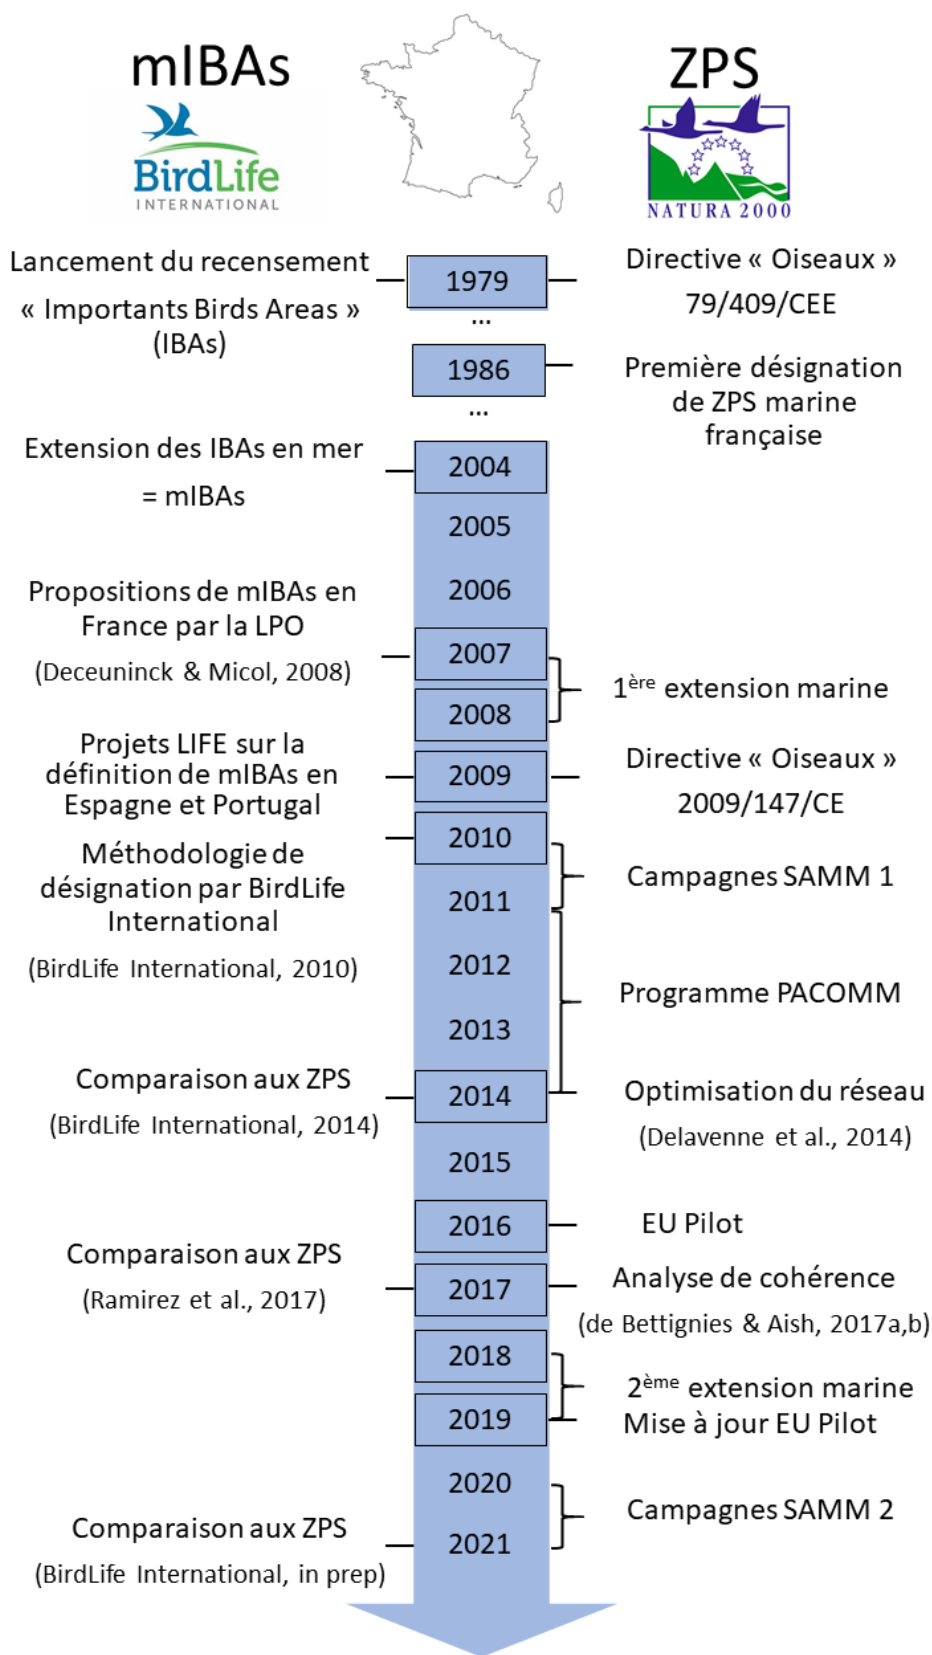 mIBAs
ZPS
BirdLife
INTERNATIONAL
NATURA 2000
Lancement du recensement
« Importants Birds Areas »
(IBAs)
1979
Directive « Oiseaux »
79/409/CEE
...
1986
Première désignation
de ZPS marine
française
...
Extension des IBAs en mer
= mIBAs
2004
2005
2006
Propositions de mIBAs en
France par la LPO
(Deceuninck & Micol, 2008)
2007
2008
1ère extension marine
Projets LIFE sur la
définition de mIBAs en
Espagne et Portugal
2009
Directive « Oiseaux »
2009/147/CE
2010
Méthodologie de
désignation par BirdLife
International
(BirdLife International, 2010)
Campagnes SAMM 1
2011
2012
2013
Programme PACOMM
Comparaison aux ZPS
(BirdLife International, 2014)
2014
Optimisation du réseau
(Delavenne et al., 2014)
2015
2016
EU Pilot
Comparaison aux ZPS
(Ramirez et al., 2017)
2017
Analyse de cohérence
(de Bettignies & Aish, 2017a,b)
2018
2019
2ème extension marine
Mise à jour EU Pilot
2020
Campagnes SAMM 2
Comparaison aux ZPS
(BirdLife International, in prep)
2021